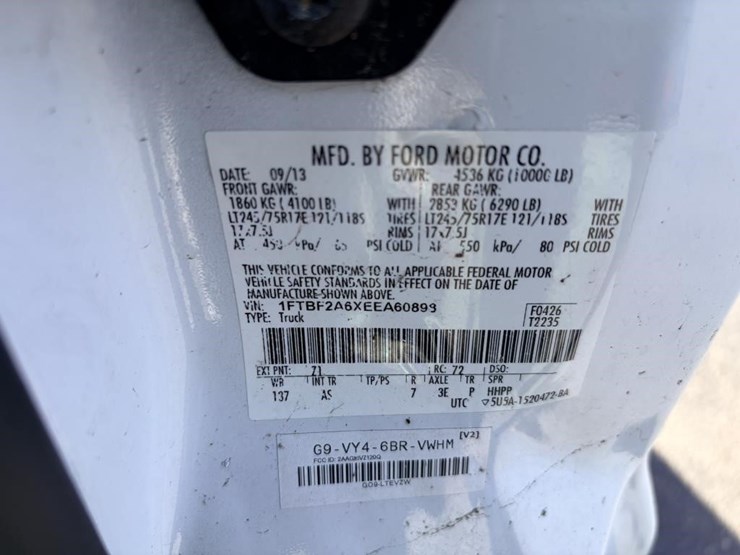 MFD. BY FORD MOTOR CO.
DATE: 09/13 GVWR: 4536 KG (10000 LB)
FRONT GAWR: REAR GAWR:
1860 KG (4100 LB) WITH 2853 KG (6290 LB) WITH
LT245/75R17E 121/118S TIRES LT245/75R17E 121/118S TIRES
17x7.5J RIMS 17x7.5J RIMS
AT kPa/ PSI COLD AT 550 kPa/ 80 PSI COLD
THIS VEHICLE CONFORMS TO ALL APPLICABLE FEDERAL MOTOR
VEHICLE SAFETY STANDARDS IN EFFECT ON THE DATE OF
MANUFACTURE SHOWN ABOVE.
VIN: 1FTBF2A6XEEA60893
TYPE: Truck
F0426
T2235
EXT PNT: Z1 RC: 72 DSO:
WB INT TR TP/PS R AXLE TR SPR
137 AS 7 3E P HHPP
UTC 5U5A-1520472-BA
G9-VY4-6BR-VWHM [V2]